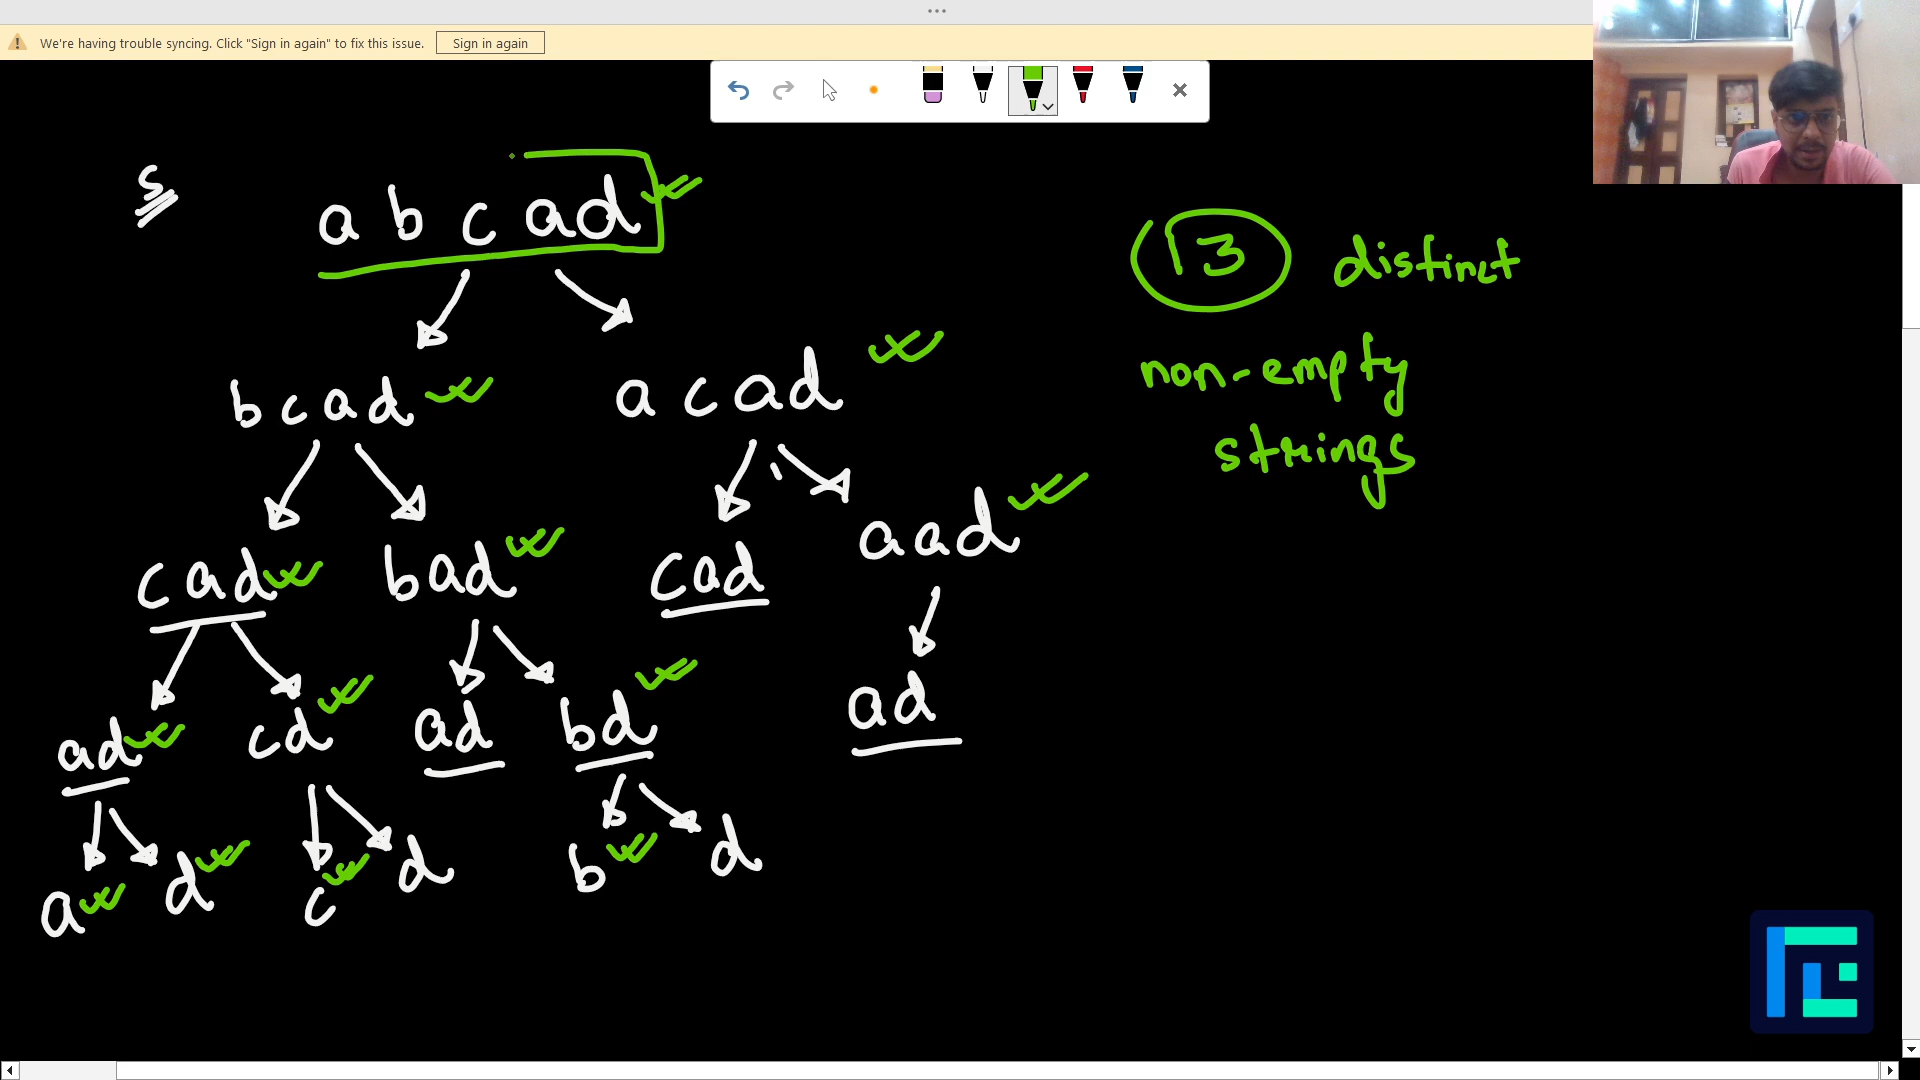 We're having trouble syncing. Click "Sign in again" to fix this issue. Sign in again
S
a b c a d
13 distinct
non-empty
strings
b c a d
a c a d
c a d
b a d
c a d
a a d
a d
c d
a d
b d
a d
a
d
c
d
b
d